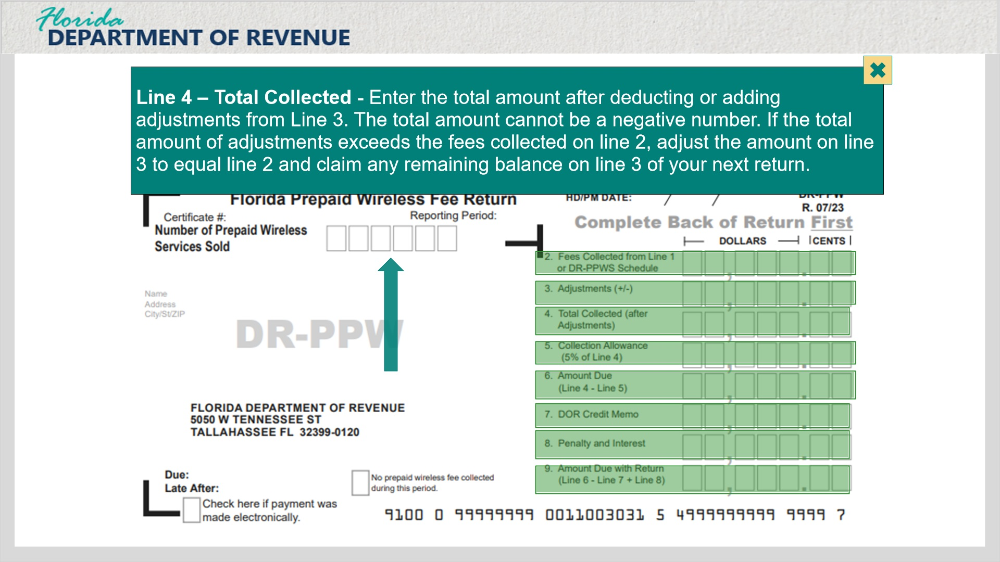 Florida
DEPARTMENT OF REVENUE
Line 4 – Total Collected - Enter the total amount after deducting or adding
adjustments from Line 3. The total amount cannot be a negative number. If the total
amount of adjustments exceeds the fees collected on line 2, adjust the amount on line
3 to equal line 2 and claim any remaining balance on line 3 of your next return.
Florida Prepaid Wireless Fee Return
HD/PM DATE: / /
DR-PPW
R. 07/23
Certificate #:
Reporting Period:
Complete Back of Return First
Number of Prepaid Wireless
Services Sold
DOLLARS
CENTS
2. Fees Collected from Line 1
or DR-PPWS Schedule
3. Adjustments (+/-)
4. Total Collected (after
Adjustments)
5. Collection Allowance
(5% of Line 4)
6. Amount Due
(Line 4 - Line 5)
7. DOR Credit Memo
8. Penalty and Interest
9. Amount Due with Return
(Line 6 - Line 7 + Line 8)
Name
Address
City/St/ZIP
DR-PPW
FLORIDA DEPARTMENT OF REVENUE
5050 W TENNESSEE ST
TALLAHASSEE FL 32399-0120
Due:
Late After:
No prepaid wireless fee collected
during this period.
Check here if payment was
made electronically.
9100 0 99999999 0011003031 5 4999999999 9999 7